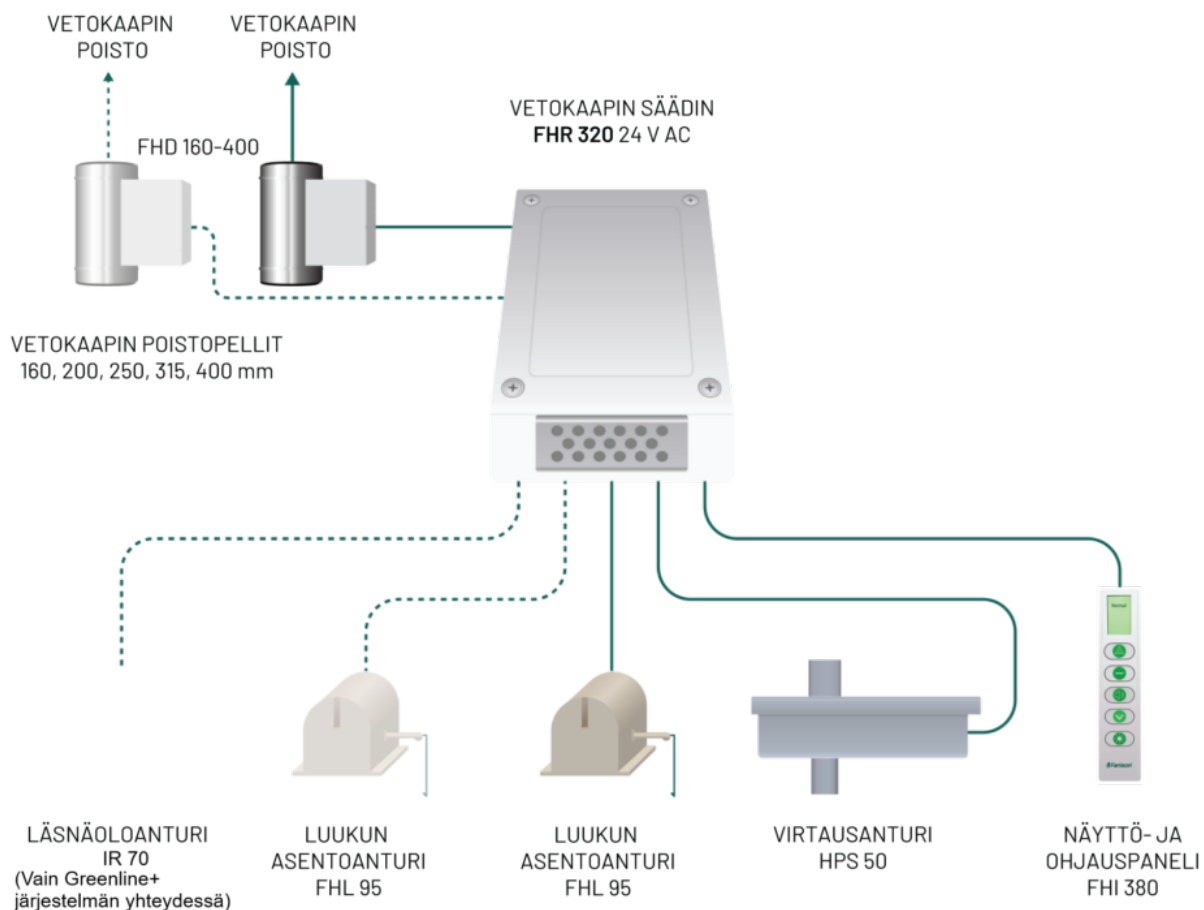 VETOKAAPIN
POISTO
VETOKAAPIN
POISTO
VETOKAAPIN SÄÄDIN
FHR 320 24 V AC
FHD 160-400
VETOKAAPIN POISTOPELLIT
160, 200, 250, 315, 400 mm
Normal
LÄSNÄOLOANTURI
IR 70
(Vain Greenline+
järjestelmän yhteydessä)
LUUKUN
ASENTOANTURI
FHL 95
LUUKUN
ASENTOANTURI
FHL 95
VIRTAUSANTURI
HPS 50
NÄYTTÖ- JA
OHJAUSPANELI
FHI 380